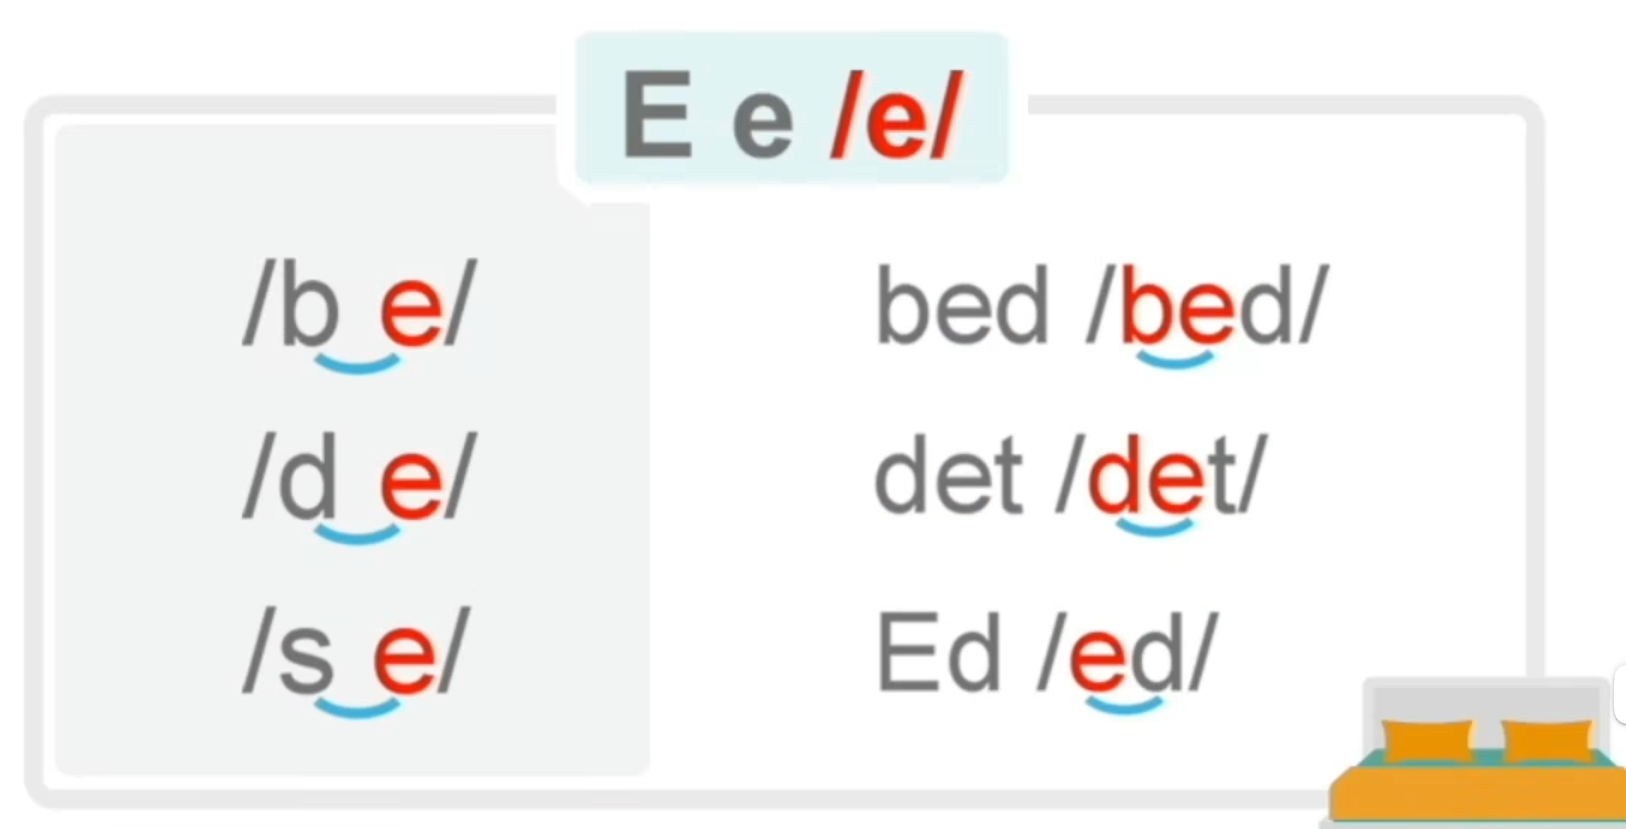 E e /e/
/b e/
/d e/
/s e/
bed /bed/
det /det/
Ed /ed/